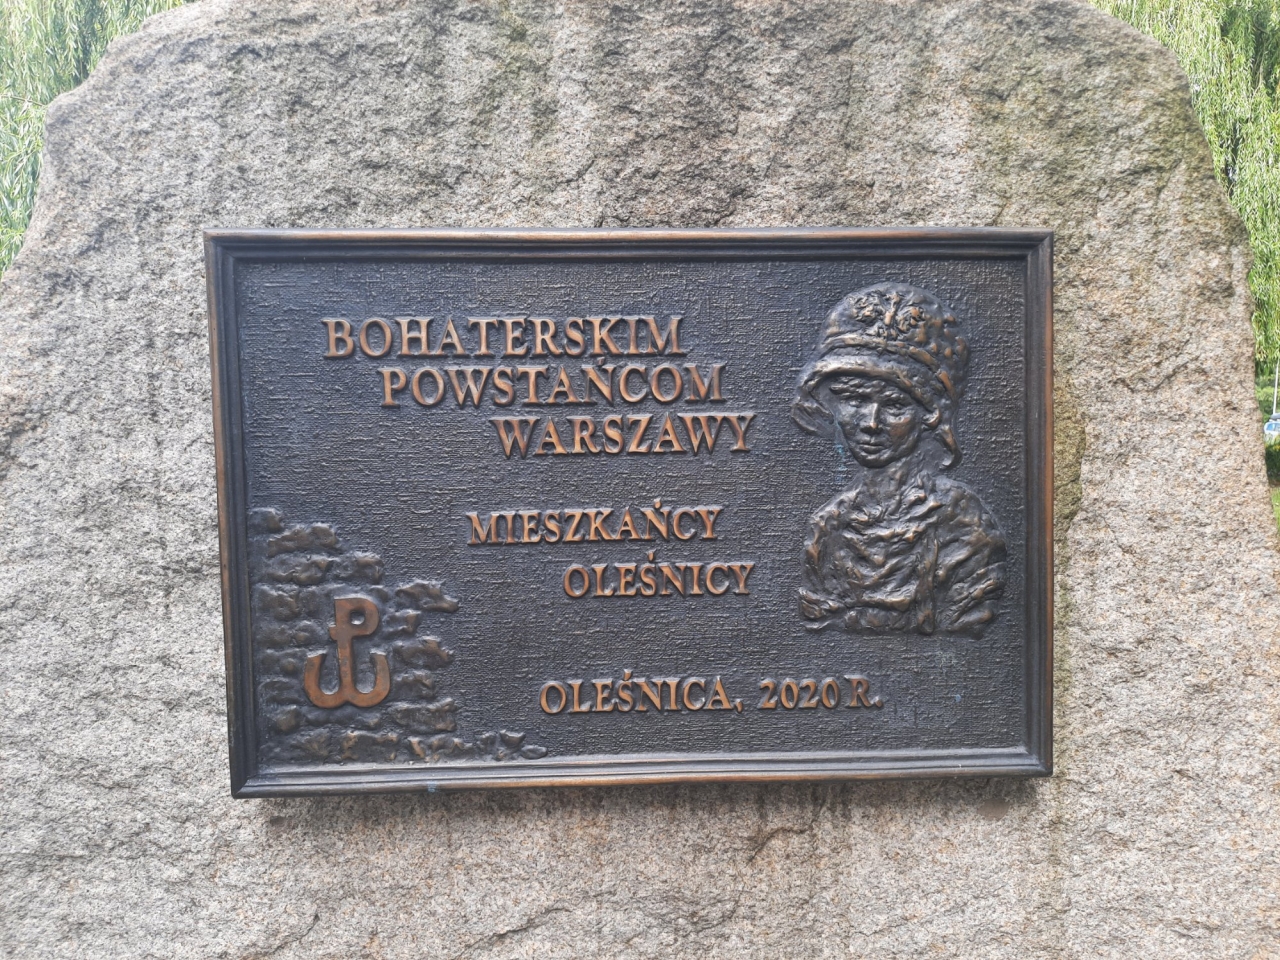 BOHATERSKIM
POWSTAŃCOM
WARSZAWY
MIESZKAŃCY
OLEŚNICY
OLEŚNICA, 2020 R.